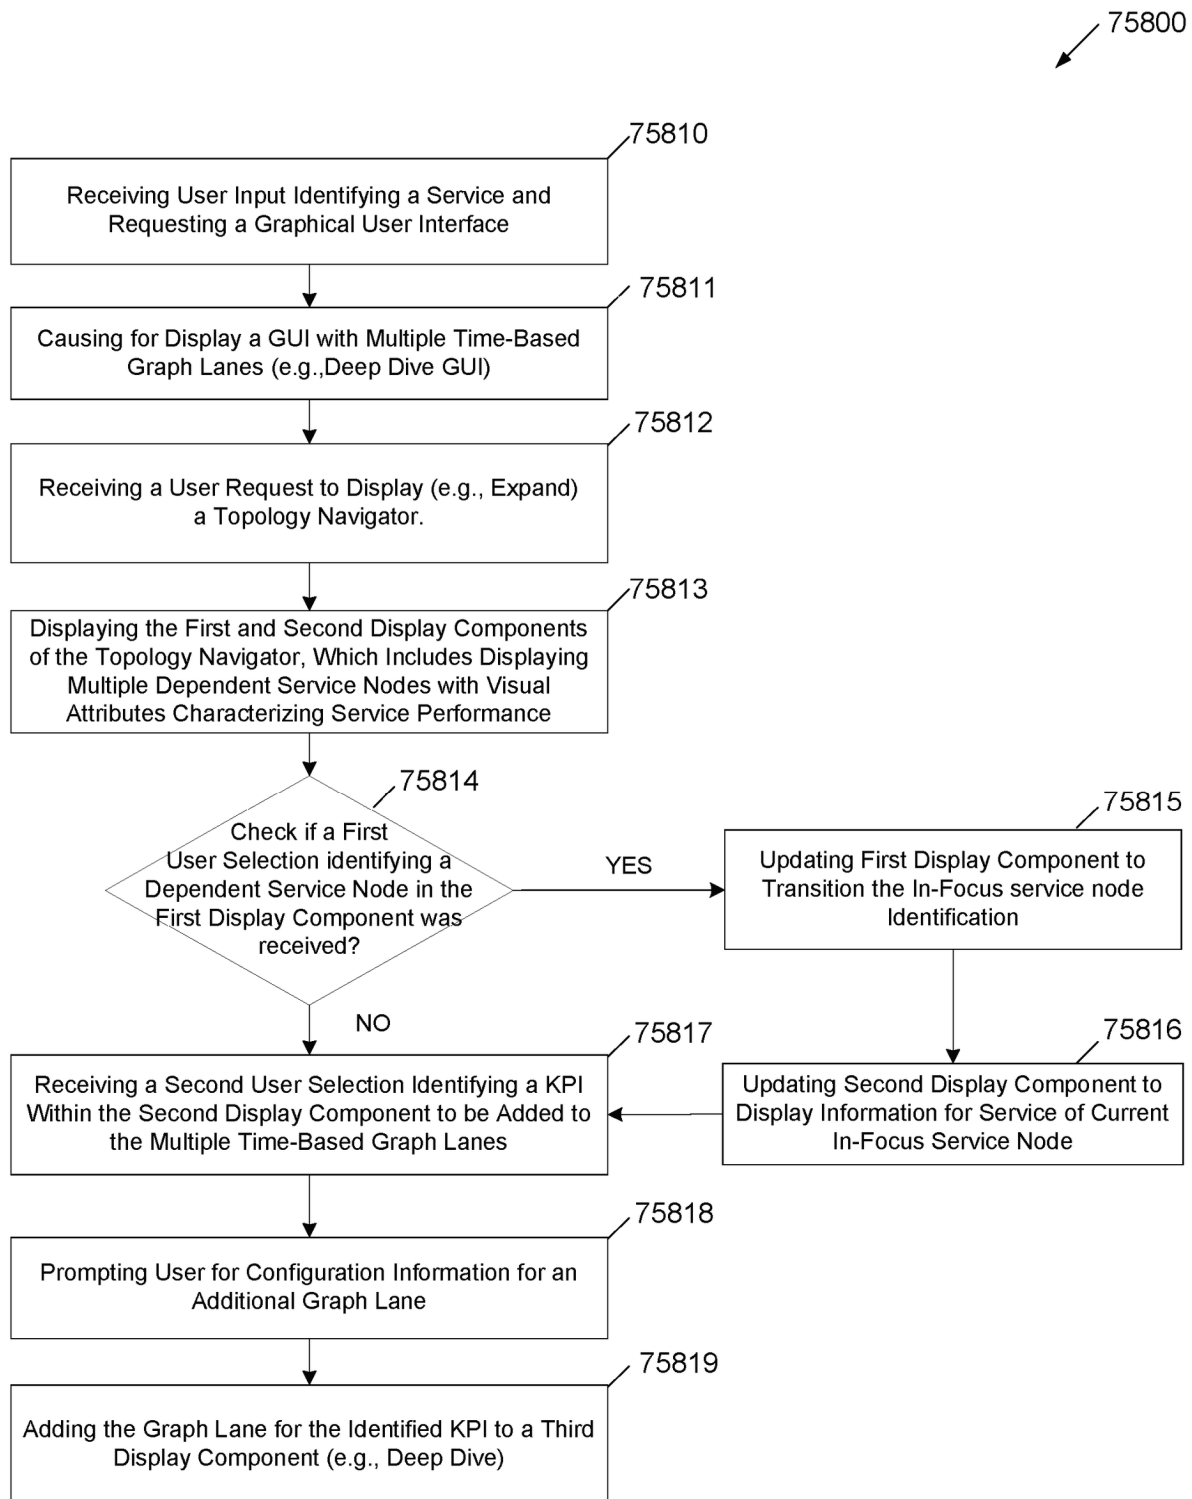 75800
75810
Receiving User Input Identifying a Service and
Requesting a Graphical User Interface
75811
Causing for Display a GUI with Multiple Time-Based
Graph Lanes (e.g.,Deep Dive GUI)
75812
Receiving a User Request to Display (e.g., Expand)
a Topology Navigator.
75813
Displaying the First and Second Display Components
of the Topology Navigator, Which Includes Displaying
Multiple Dependent Service Nodes with Visual
Attributes Characterizing Service Performance
75814
Check if a First
User Selection identifying a
Dependent Service Node in the
First Display Component was
received?
YES
75815
Updating First Display Component to
Transition the In-Focus service node
Identification
NO
75816
Updating Second Display Component to
Display Information for Service of Current
In-Focus Service Node
75817
Receiving a Second User Selection Identifying a KPI
Within the Second Display Component to be Added to
the Multiple Time-Based Graph Lanes
75818
Prompting User for Configuration Information for an
Additional Graph Lane
75819
Adding the Graph Lane for the Identified KPI to a Third
Display Component (e.g., Deep Dive)